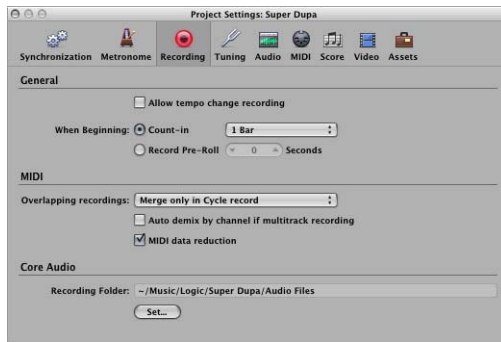 Project Settings: Super Dupa
Synchronization Metronome Recording Tuning Audio MIDI Score Video Assets
General
Allow tempo change recording
When Beginning: Count-in 1 Bar
Record Pre-Roll 0 Seconds
MIDI
Overlapping recordings: Merge only in Cycle record
Auto demix by channel if multitrack recording
MIDI data reduction
Core Audio
Recording Folder: ~/Music/Logic/Super Dupa/Audio Files
Set...